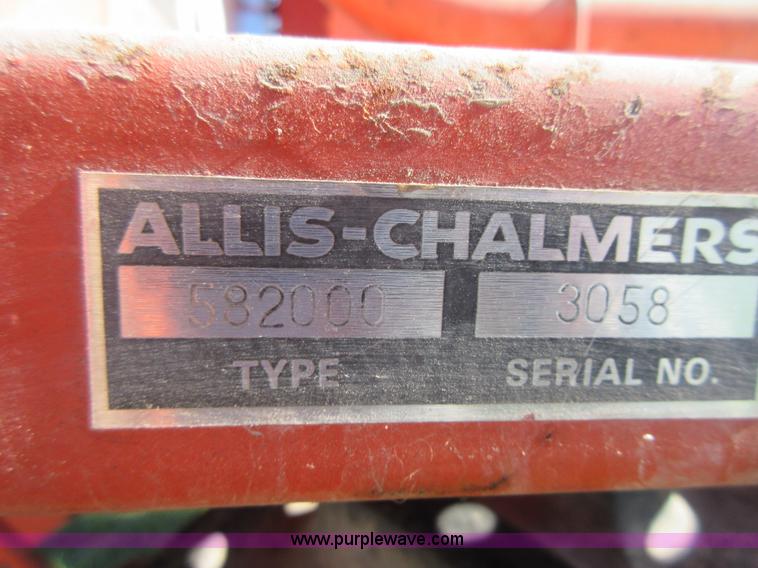 ALLIS-CHALMERS
582000 3058
TYPE SERIAL NO.
www.purplewave.com